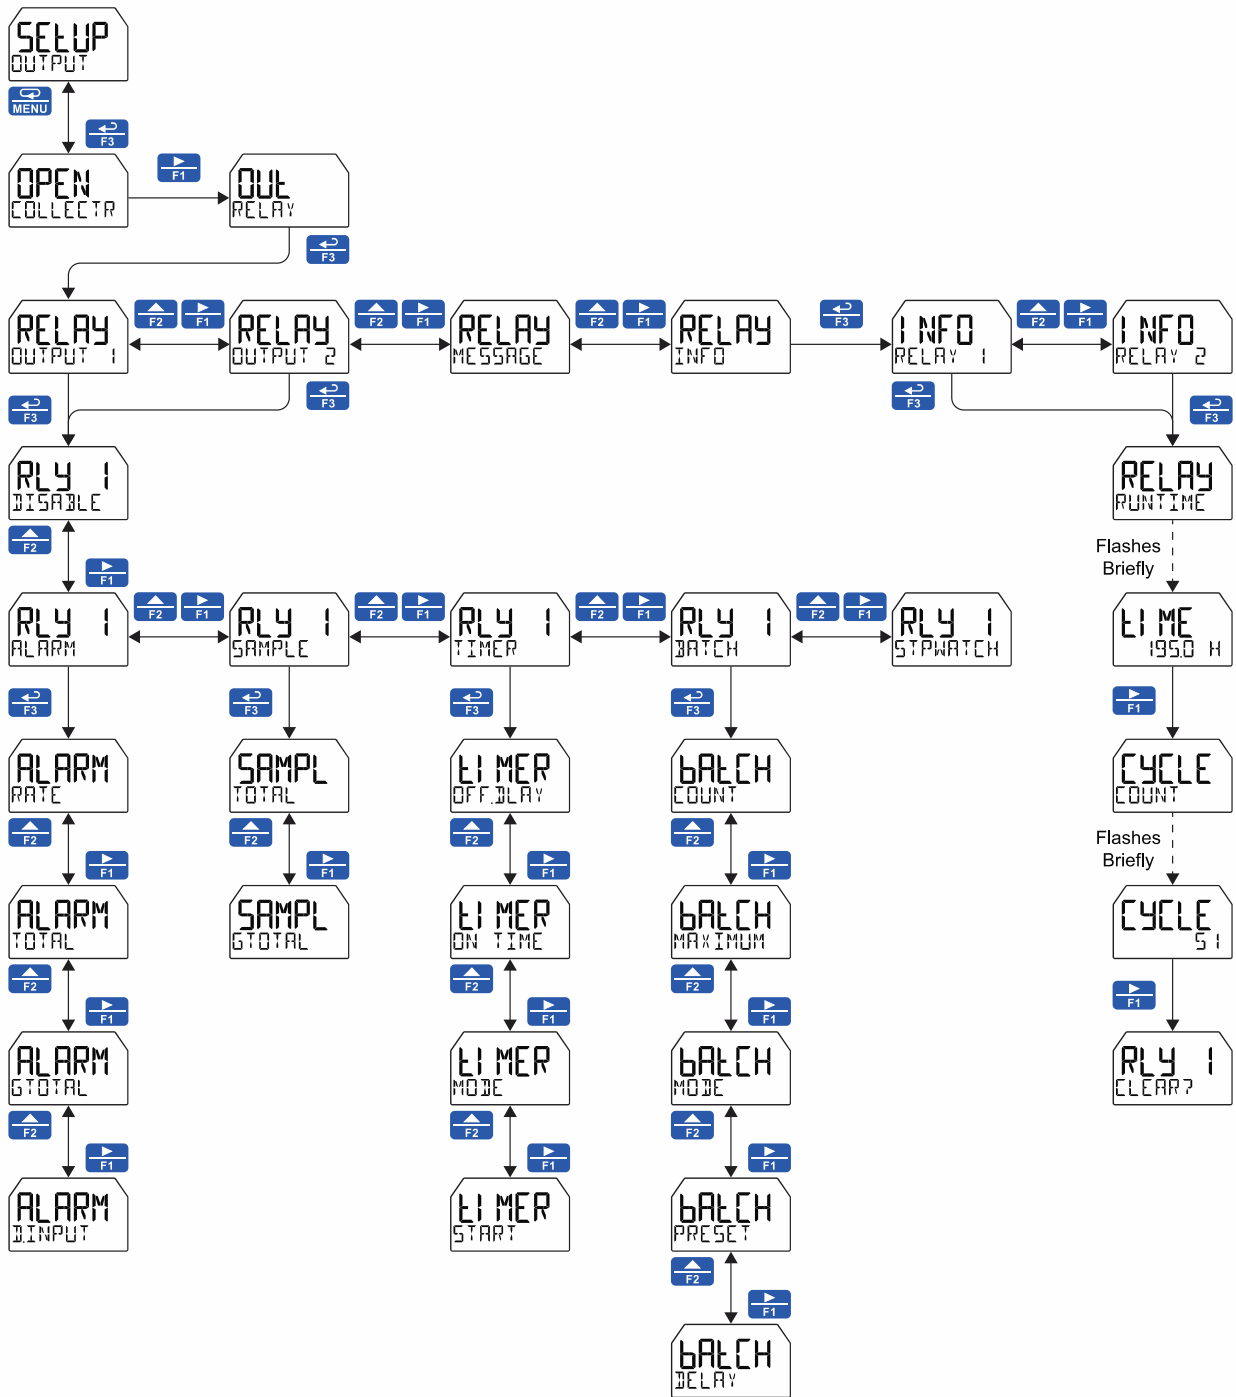 SEtUP
OUTPUT
MENU
F3
OPEN
COLLECTR
F1
OUt
RELAY
F3
RELAY
OUTPUT 1
F2 F1
RELAY
OUTPUT 2
F2 F1
RELAY
MESSAGE
F2 F1
RELAY
INFO
F3
INFO
RELAY 1
F2 F1
INFO
RELAY 2
F3
F3
F3
F3
RLY 1
DISABLE
RELAY
RUNTIME
F2
F1
Flashes
Briefly
RLY 1
ALARM
F2 F1
RLY 1
SAMPLE
F2 F1
RLY 1
TIMER
F2 F1
RLY 1
BATCH
F2 F1
RLY 1
STPWATCH
tIME
195.0 H
F3
F3
F3
F3
F1
ALARM
RATE
SAMPL
TOTAL
tIMER
OFF.DLAY
bAtCH
COUNT
CYCLE
COUNT
F2
F1
F2
F1
F2
F1
F2
F1
Flashes
Briefly
ALARM
TOTAL
SAMPL
GTOTAL
tIMER
ON TIME
bAtCH
MAXIMUM
CYCLE
51
F2
F1
F2
F1
F2
F1
F1
ALARM
GTOTAL
tIMER
MODE
bAtCH
MODE
RLY 1
CLEAR?
F2
F1
F2
F1
F2
F1
ALARM
D.INPUT
tIMER
START
bAtCH
PRESET
F2
F1
bAtCH
DELAY